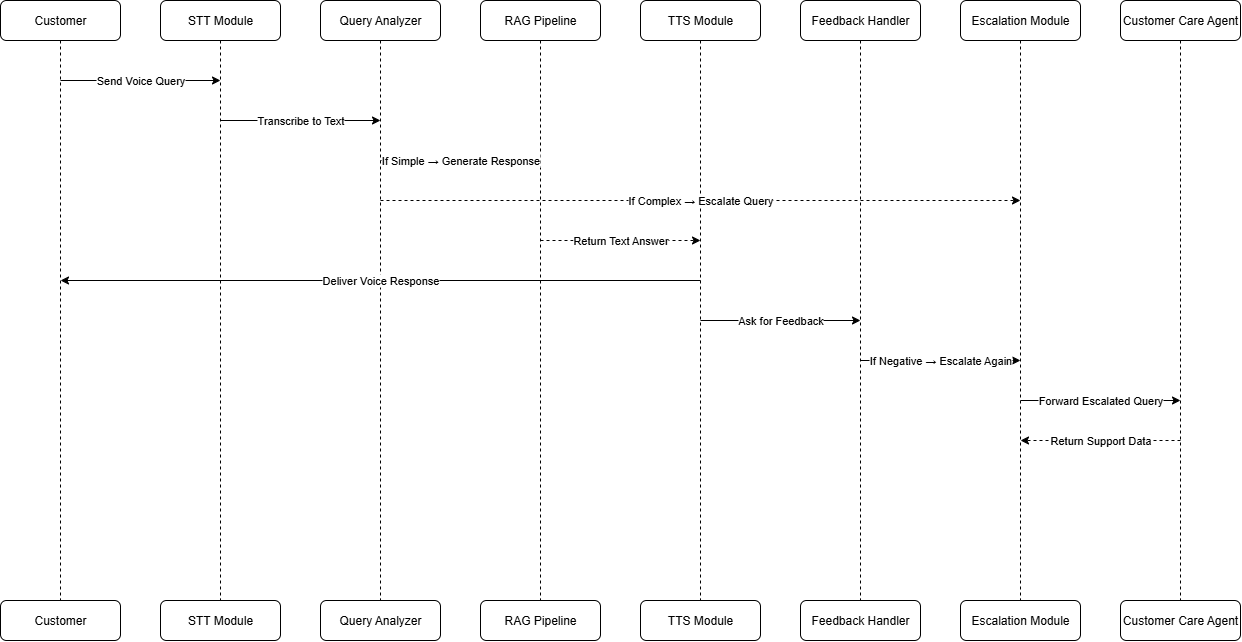 Customer
STT Module
Query Analyzer
RAG Pipeline
TTS Module
Feedback Handler
Escalation Module
Customer Care Agent
Send Voice Query
Transcribe to Text
If Simple → Generate Response
If Complex → Escalate Query
Return Text Answer
Deliver Voice Response
Ask for Feedback
If Negative → Escalate Again
Forward Escalated Query
Return Support Data
Customer
STT Module
Query Analyzer
RAG Pipeline
TTS Module
Feedback Handler
Escalation Module
Customer Care Agent